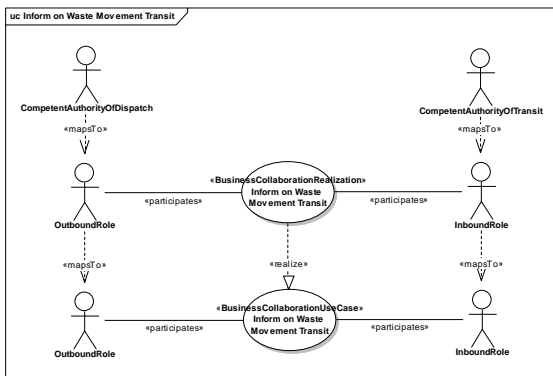 uc Inform on Waste Movement Transit
CompetentAuthorityOfDispatch
CompetentAuthorityOfTransit
«mapsTo»
«mapsTo»
«BusinessCollaborationRealization»
Inform on Waste
Movement Transit
«participates»
«participates»
OutboundRole
InboundRole
«mapsTo»
«realize»
«mapsTo»
«BusinessCollaborationUseCase»
Inform on Waste
Movement Transit
«participates»
«participates»
OutboundRole
InboundRole